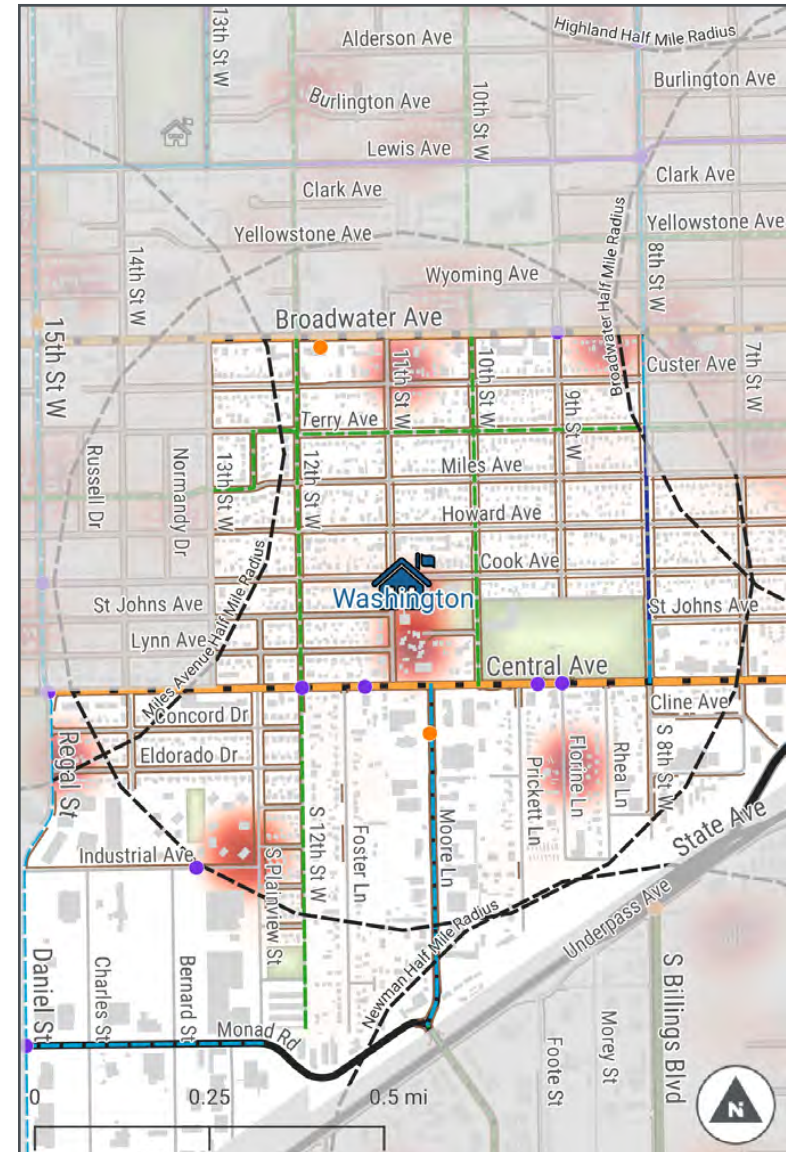 13th St W
Alderson Ave
Highland Half Mile Radius
Burlington Ave
Burlington Ave
10th St W
Lewis Ave
Clark Ave
Clark Ave
Yellowstone Ave
Yellowstone Ave
14th St W
Wyoming Ave
Broadwater Half Mile Radius
8th St W
15th St W
Broadwater Ave
11th St W
10th St W
Custer Ave
7th St W
9th St W
Terry Ave
Russell Dr
Normandy Dr
13th St W
12th St W
Miles Ave
Howard Ave
Cook Ave
Washington
St Johns Ave
St Johns Ave
Lynn Ave
Miles Avenue Half Mile Radius
Central Ave
Concord Dr
Cline Ave
Regal St
Eldorado Dr
Florine Ln
Rhea Ln
S 8th St W
Prickett Ln
Moore Ln
Foster Ln
S 12th St W
State Ave
Industrial Ave
S Plainview St
Newman Half Mile Radius
Underpass Ave
Daniel St
Charles St
Bernard St
Monad Rd
S Billings Blvd
Foote St
Morey St
0 0.25 0.5 mi
N